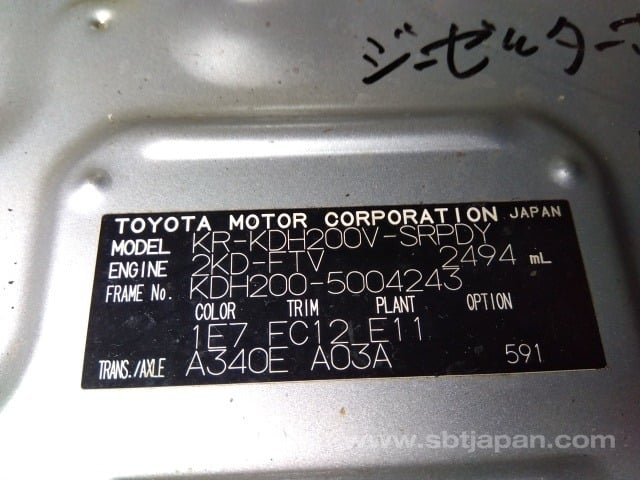 ジーゼルター
TOYOTA MOTOR CORPORATION JAPAN
MODEL KR-KDH200V-SRPDY
ENGINE 2KD-FTV 2494 mL
FRAME No. KDH200-5004243
COLOR TRIM PLANT OPTION
1E7 FC12 E11
TRANS./AXLE A340E A03A 591
www.sbtjapan.com